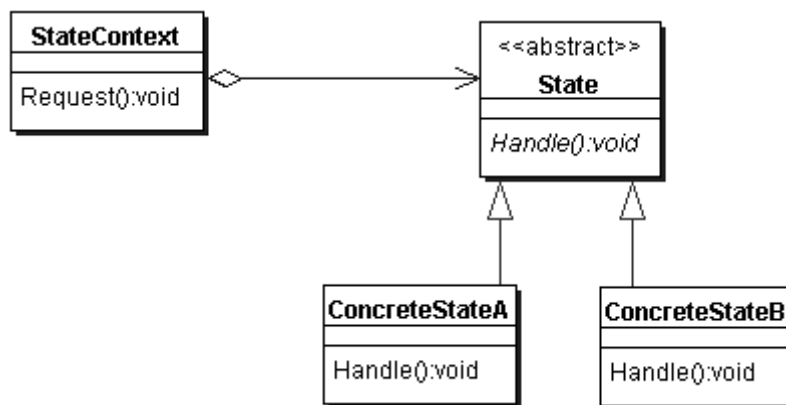 StateContext
Request():void
<<abstract>>
State
Handle():void
ConcreteStateA
Handle():void
ConcreteStateB
Handle():void